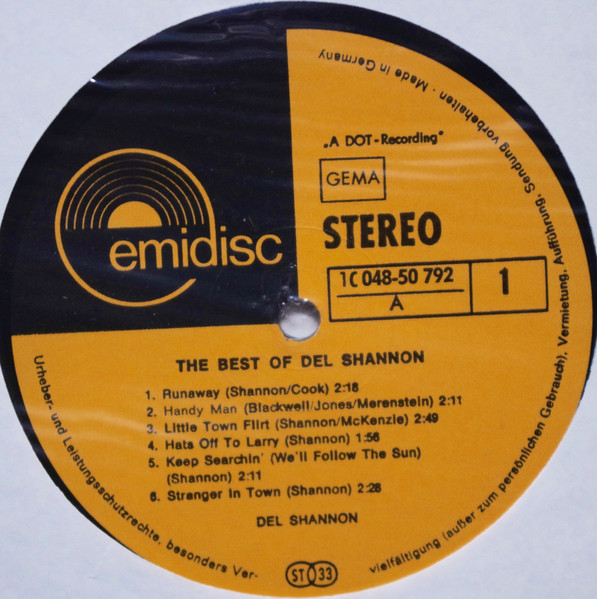 „A DOT-Recording"
GEMA
STEREO
emidisc
1C 048-50 792
A
1
THE BEST OF DEL SHANNON
1. Runaway (Shannon/Cook) 2:18
2. Handy Man (Blackwell/Jones/Merenstein) 2:11
3. Little Town Flirt (Shannon/McKenzie) 2:49
4. Hats Off To Larry (Shannon) 1:56
5. Keep Searchin' (We'll Follow The Sun)
(Shannon) 2:11
6. Stranger In Town (Shannon) 2:28
DEL SHANNON
ST 33
Urheber- und Leistungsschutzrechte, besonders Ver-
vielfältigung (außer zum persönlichen Gebrauch), Vermietung, Aufführung, Sendung vorbehalten · Made in Germany